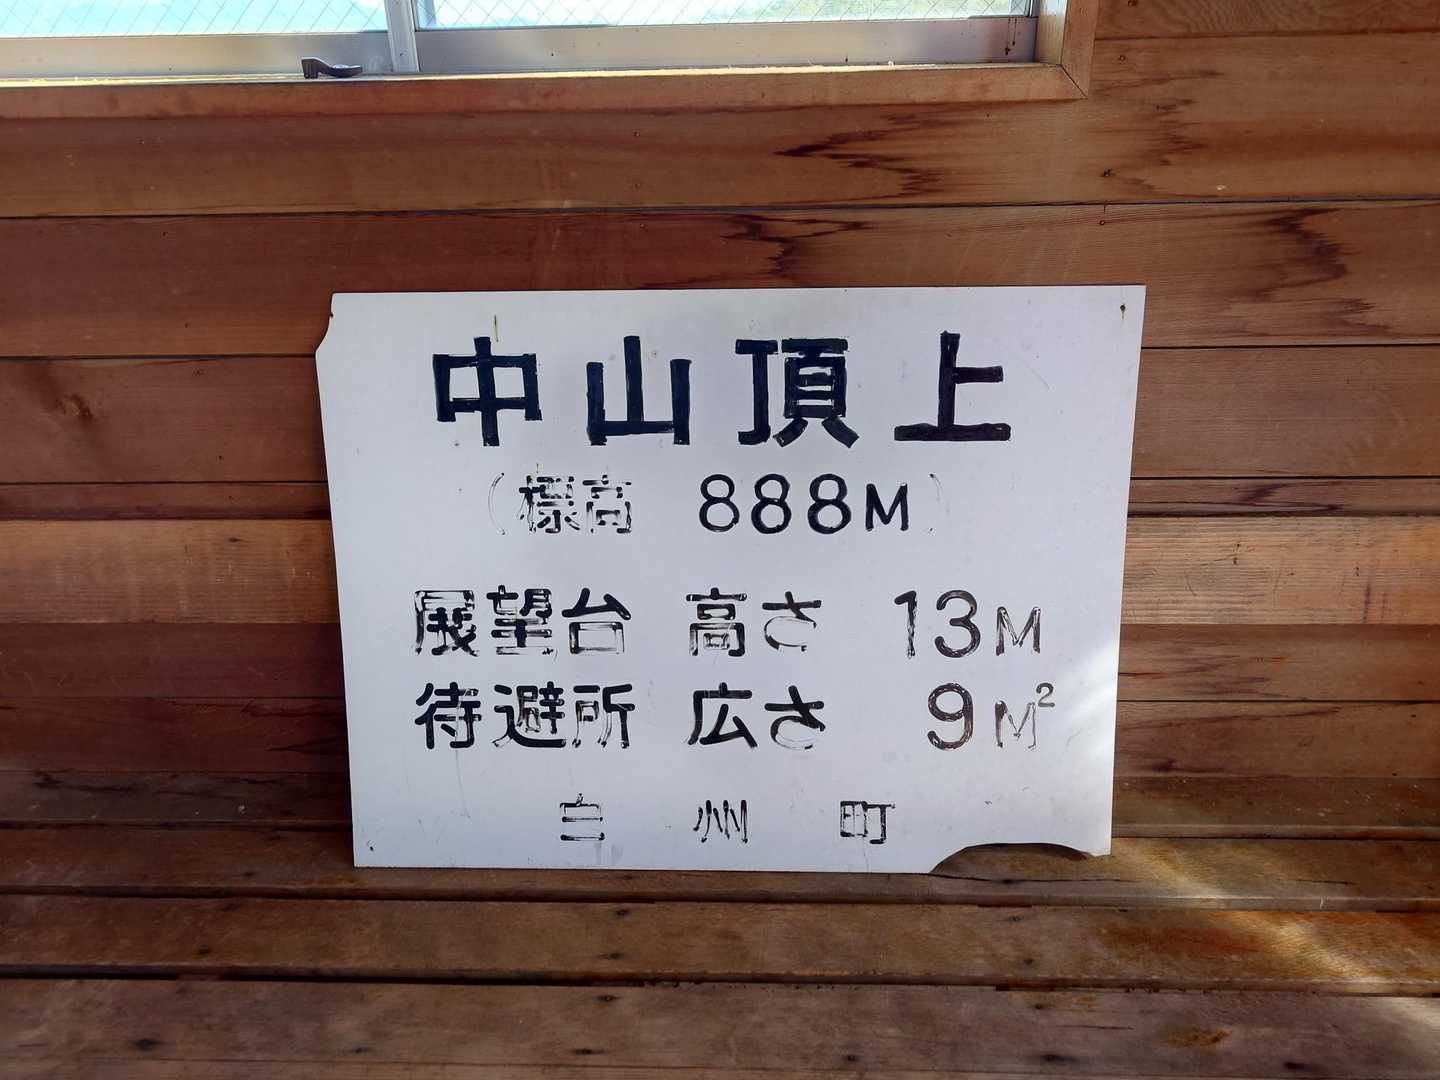 中山頂上
(標高 888M)
展望台 高さ 13M
待避所 広さ 9M²
白州町